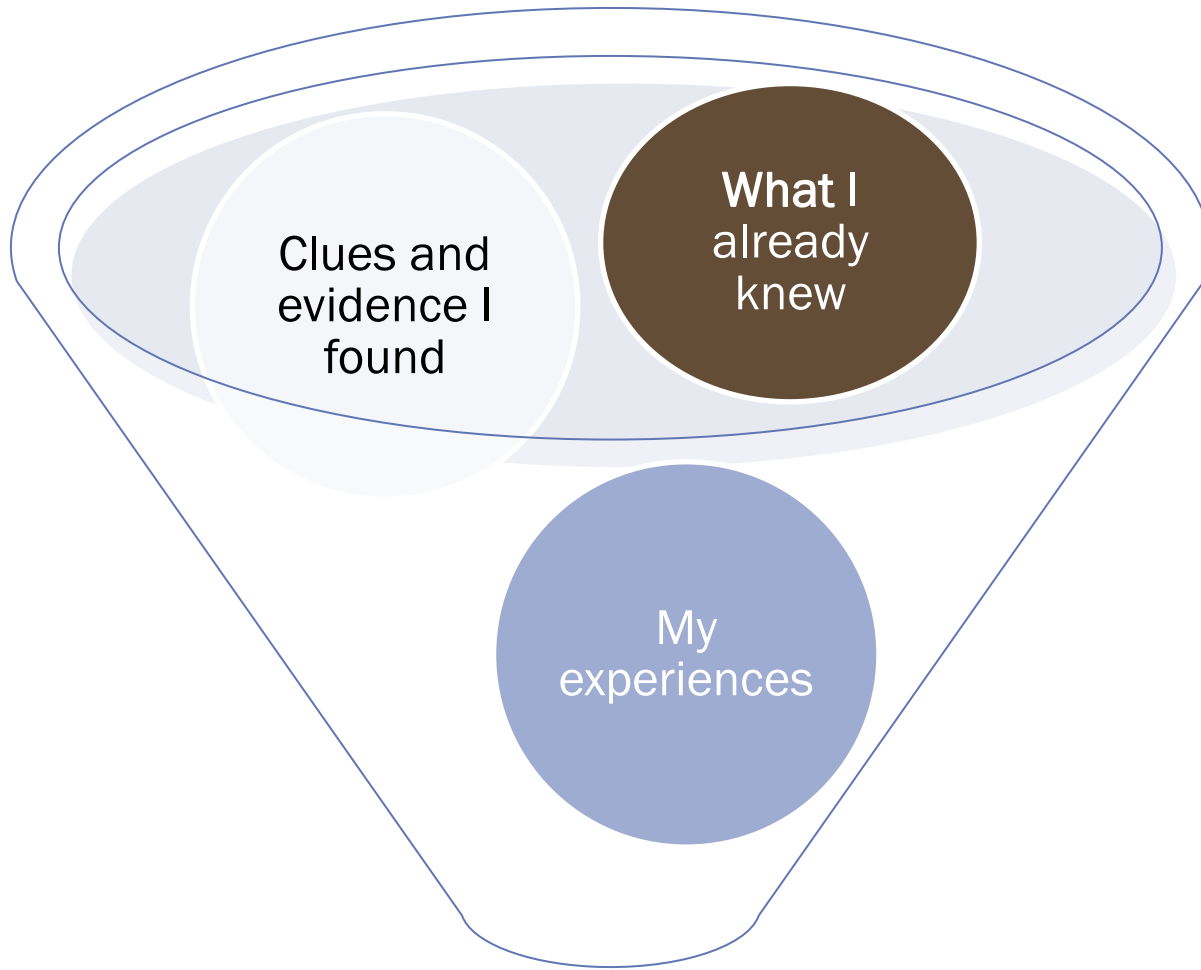 Clues and
evidence I
found
What I
already
knew
My
experiences